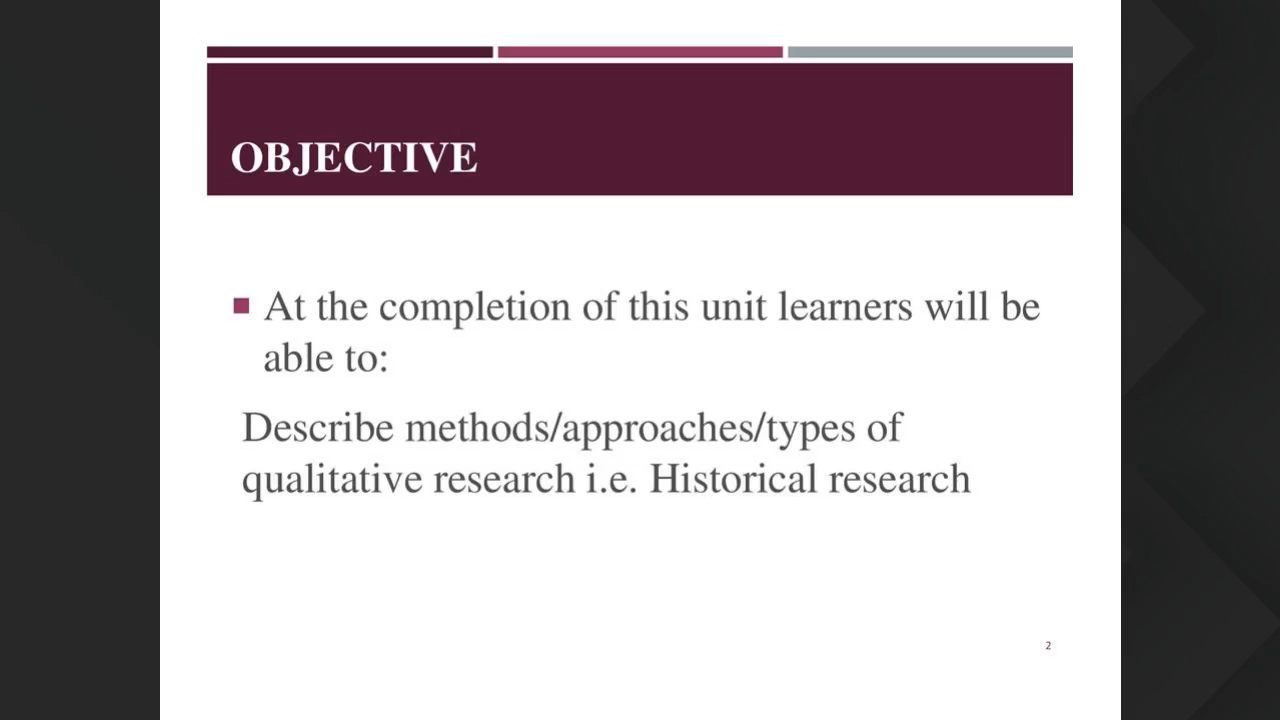 OBJECTIVE
■ At the completion of this unit learners will be
able to:
Describe methods/approaches/types of
qualitative research i.e. Historical research
2